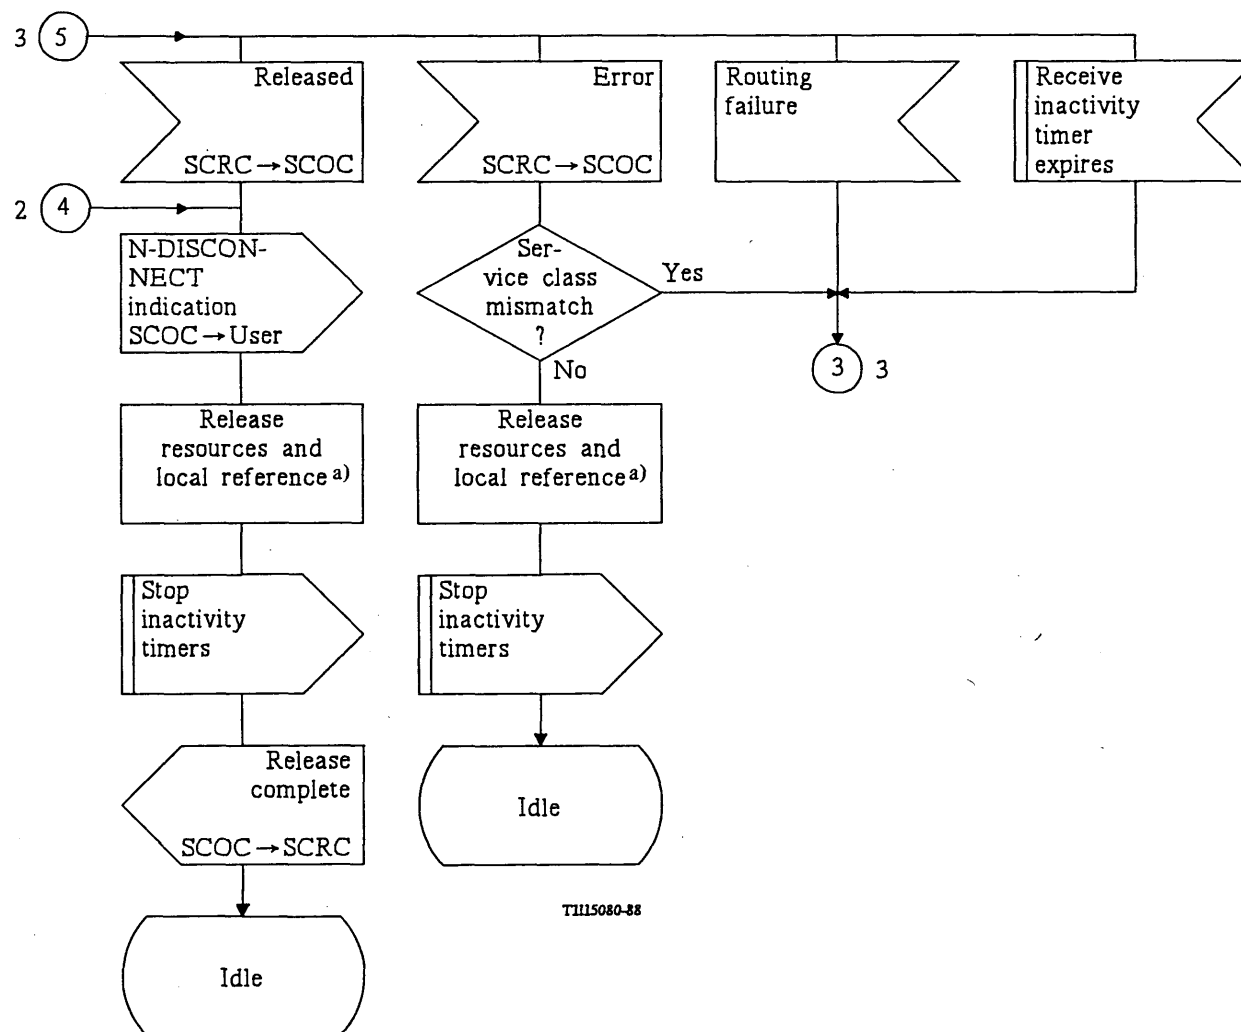 3 5
Released
SCRC→SCOC
Error
SCRC→SCOC
Routing
failure
Receive
inactivity
timer
expires
2 4
N-DISCON-
NECT
indication
SCOC→User
Ser-
vice class
mismatch
?
Yes
No
3 3
Release
resources and
local reference a)
Release
resources and
local reference a)
Stop
inactivity
timers
Stop
inactivity
timers
Release
complete
SCOC→SCRC
Idle
T1115080-88
Idle